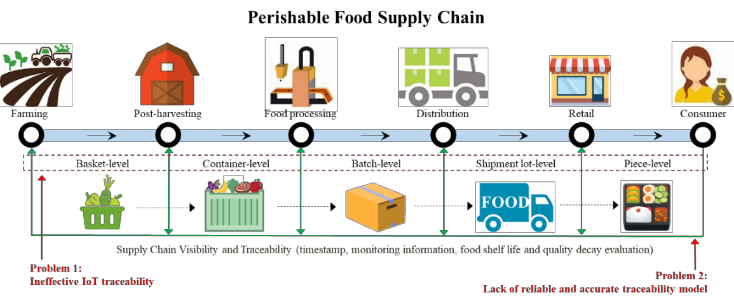 Perishable Food Supply Chain
Farming Post-harvesting Food processing Distribution Retail Consumer
Basket-level Container-level Batch-level Shipment lot-level Piece-level
FOOD
Supply Chain Visibility and Traceability (timestamp, monitoring information, food shelf life and quality decay evaluation)
Problem 1:
Ineffective IoT traceability
Problem 2:
Lack of reliable and accurate traceability model